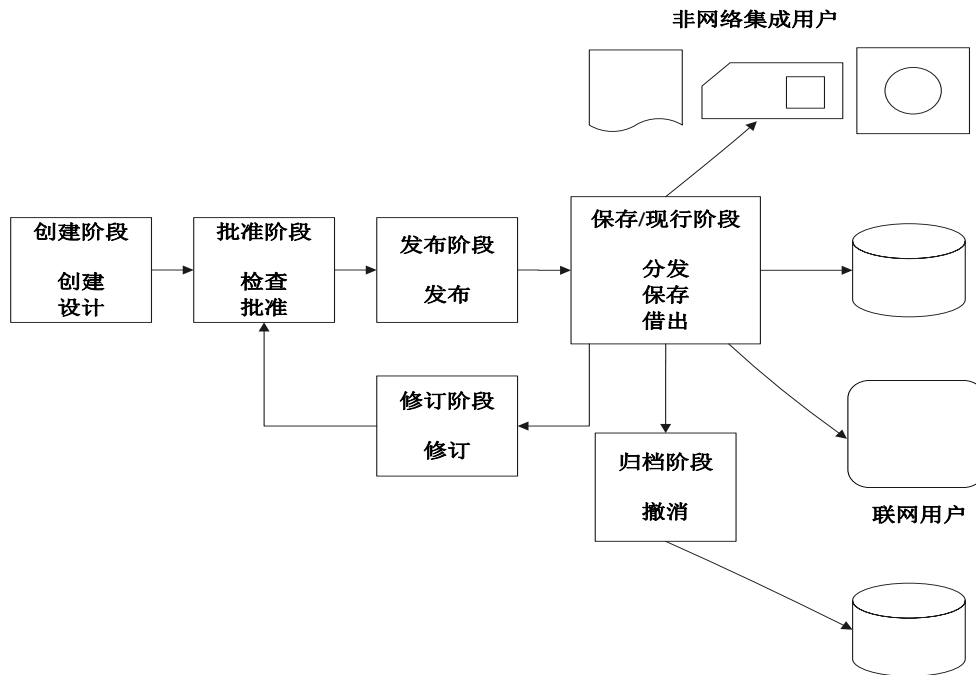 非网络集成用户
创建阶段
创建
设计
批准阶段
检查
批准
发布阶段
发布
保存/现行阶段
分发
保存
借出
修订阶段
修订
归档阶段
撤消
联网用户